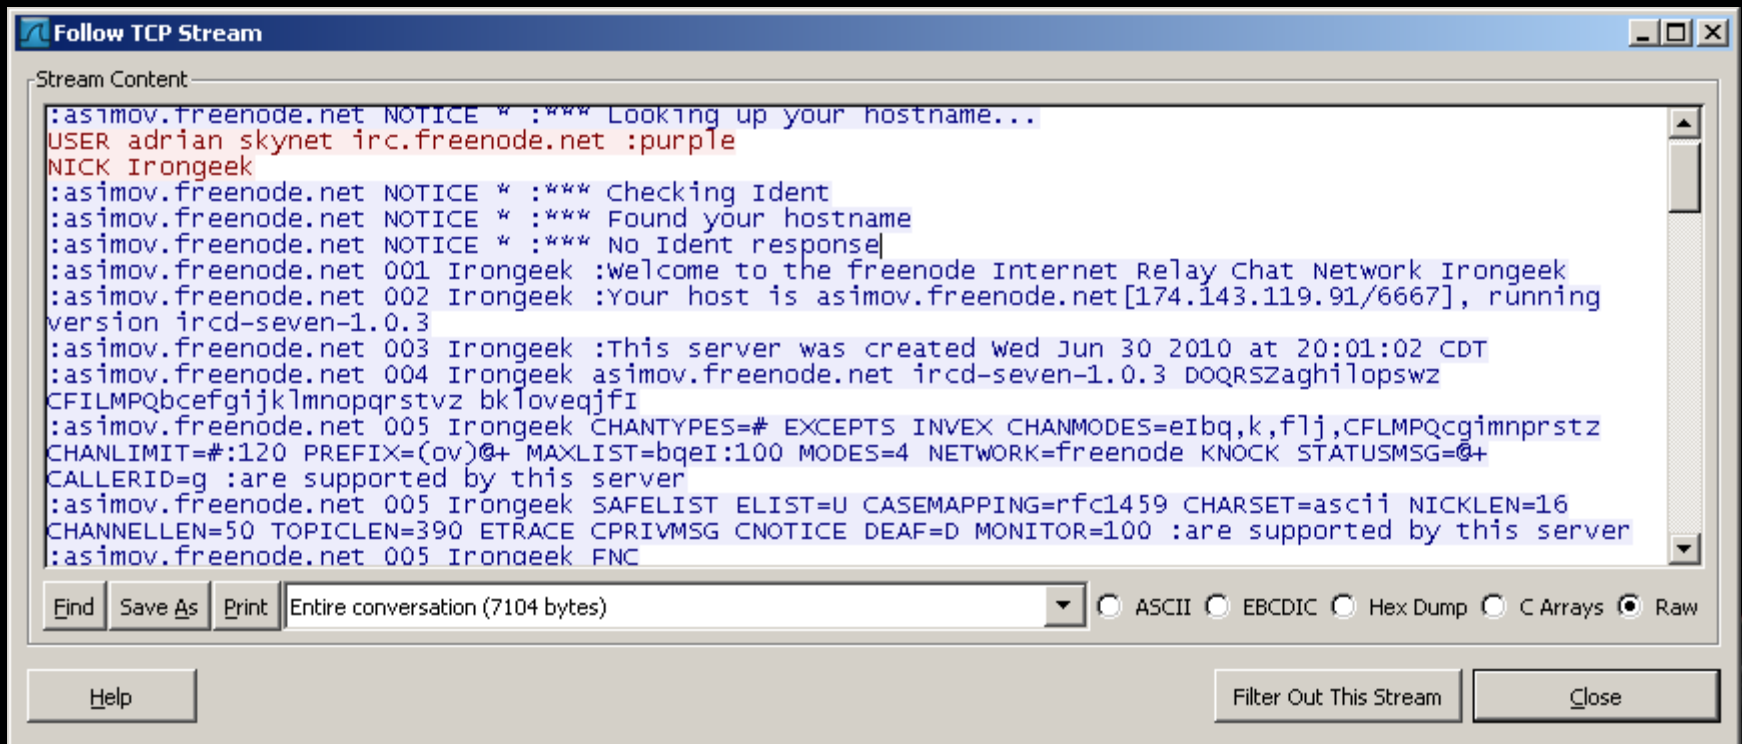 Follow TCP Stream
Stream Content
:asimov.freenode.net NOTICE * :*** Looking up your hostname...
USER adrian skynet irc.freenode.net :purple
NICK Irongeek
:asimov.freenode.net NOTICE * :*** Checking Ident
:asimov.freenode.net NOTICE * :*** Found your hostname
:asimov.freenode.net NOTICE * :*** No Ident response
:asimov.freenode.net 001 Irongeek :Welcome to the freenode Internet Relay Chat Network Irongeek
:asimov.freenode.net 002 Irongeek :Your host is asimov.freenode.net[174.143.119.91/6667], running
version ircd-seven-1.0.3
:asimov.freenode.net 003 Irongeek :This server was created Wed Jun 30 2010 at 20:01:02 CDT
:asimov.freenode.net 004 Irongeek asimov.freenode.net ircd-seven-1.0.3 DOQRSZaghilopswz
CFILMPQbcefgijklmnopqrstvz bkloveqjfI
:asimov.freenode.net 005 Irongeek CHANTYPES=# EXCEPTS INVEX CHANMODES=eIbq,k,flj,CFLMPQcgimnprstz
CHANLIMIT=#:120 PREFIX=(ov)@+ MAXLIST=bqeI:100 MODES=4 NETWORK=freenode KNOCK STATUSMSG=@+
CALLERID=g :are supported by this server
:asimov.freenode.net 005 Irongeek SAFELIST ELIST=U CASEMAPPING=rfc1459 CHARSET=ascii NICKLEN=16
CHANNELLEN=50 TOPICLEN=390 ETRACE CPRIVMSG CNOTICE DEAF=D MONITOR=100 :are supported by this server
:asimov.freenode.net 005 Irongeek FNC
Find Save As Print Entire conversation (7104 bytes) ASCII EBCDIC Hex Dump C Arrays Raw
Help Filter Out This Stream Close